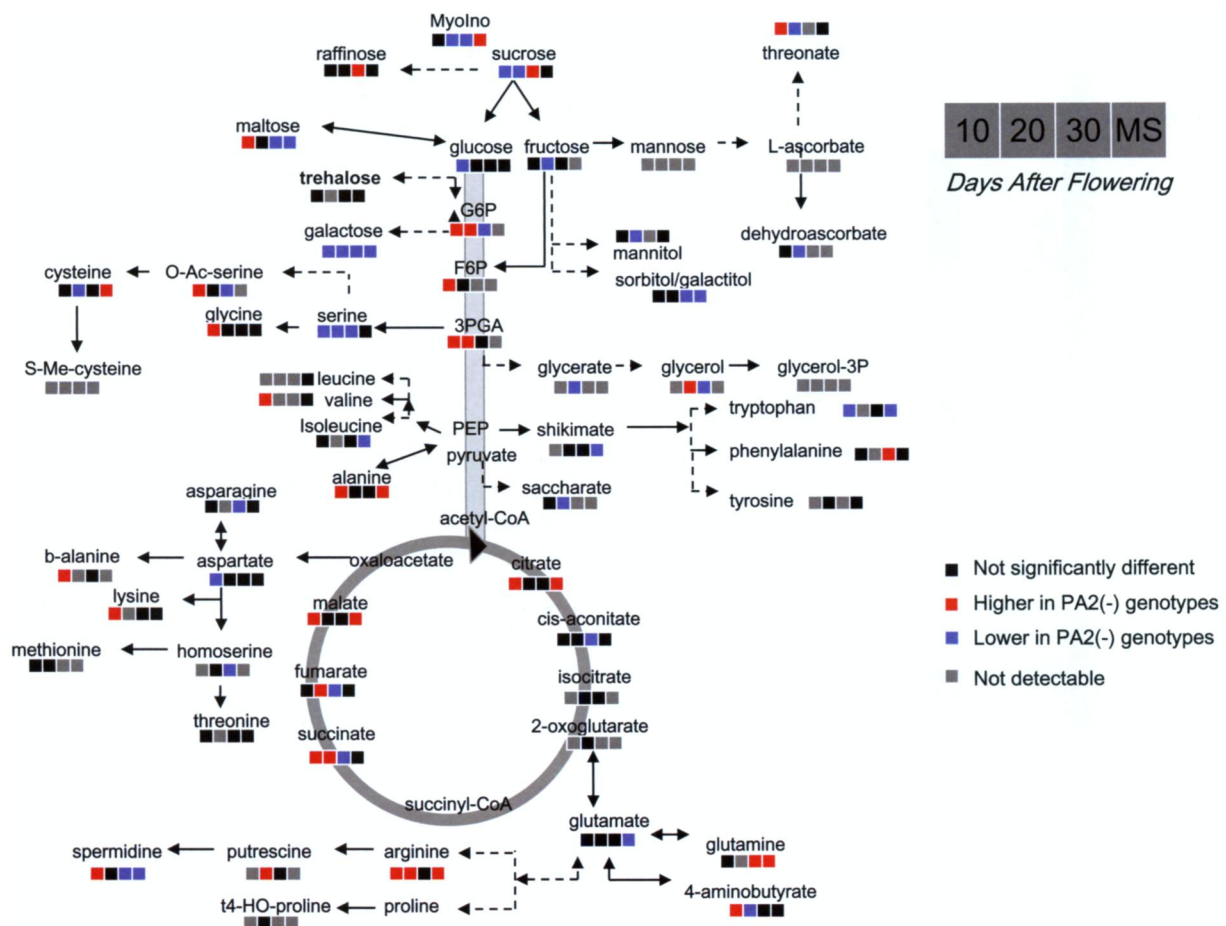 MyoIno
raffinose
sucrose
threonate
maltose
glucose
fructose
mannose
L-ascorbate
10 20 30 MS
Days After Flowering
trehalose
G6P
galactose
mannitol
dehydroascorbate
cysteine
O-Ac-serine
F6P
sorbitol/galactitol
glycine
serine
3PGA
S-Me-cysteine
leucine
glycerate
glycerol
glycerol-3P
valine
tryptophan
Isoleucine
PEP
shikimate
pyruvate
phenylalanine
alanine
saccharate
asparagine
tyrosine
acetyl-CoA
b-alanine
aspartate
oxaloacetate
citrate
Not significantly different
lysine
malate
Higher in PA2(-) genotypes
cis-aconitate
Lower in PA2(-) genotypes
methionine
homoserine
fumarate
isocitrate
Not detectable
threonine
succinate
2-oxoglutarate
succinyl-CoA
glutamate
spermidine
putrescine
arginine
glutamine
4-aminobutyrate
t4-HO-proline
proline